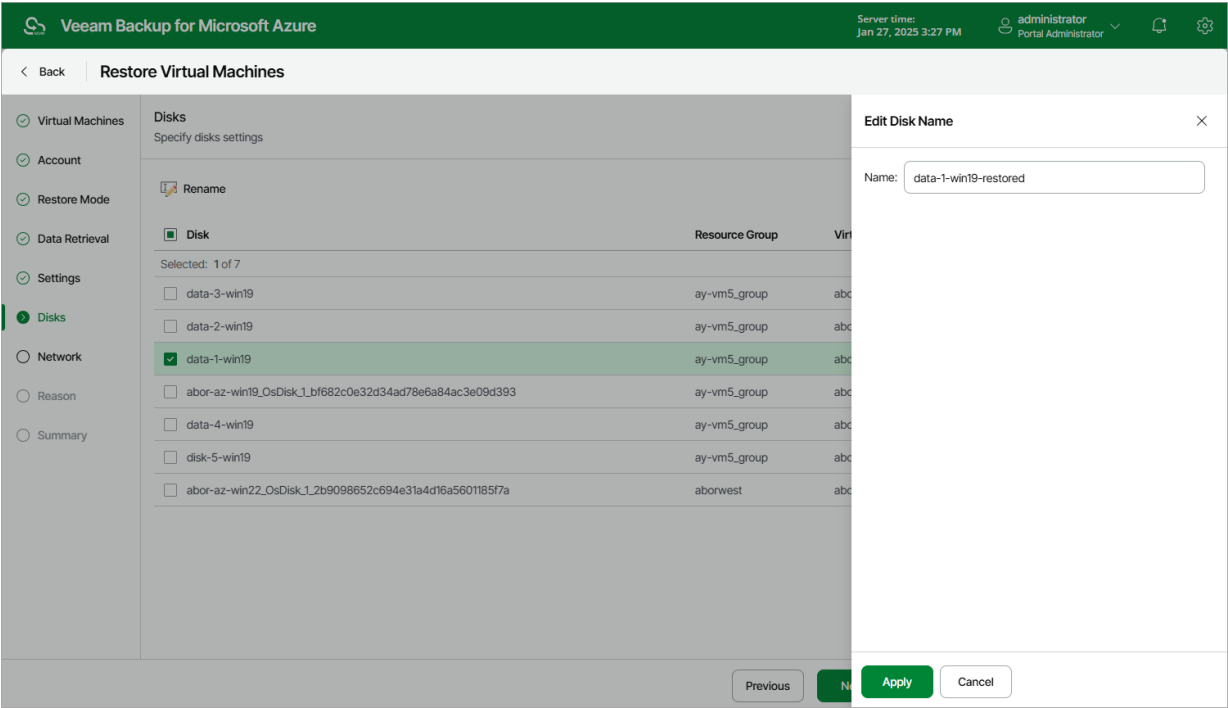 Veeam Backup for Microsoft Azure
Server time:
Jan 27, 2025 3:27 PM
administrator
Portal Administrator
Back
Restore Virtual Machines
Virtual Machines
Account
Restore Mode
Data Retrieval
Settings
Disks
Network
Reason
Summary
Disks
Specify disks settings
Rename
Disk Resource Group
Selected: 1 of 7
data-3-win19 ay-vm5_group
data-2-win19 ay-vm5_group
data-1-win19 ay-vm5_group
abor-az-win19_OsDisk_1_bf682c0e32d34ad78e6a84ac3e09d393 ay-vm5_group
data-4-win19 ay-vm5_group
disk-5-win19 ay-vm5_group
abor-az-win22_OsDisk_1_2b9098652c694e31a4d16a5601185f7a aborwest
Previous
Edit Disk Name
Name: data-1-win19-restored
Apply Cancel